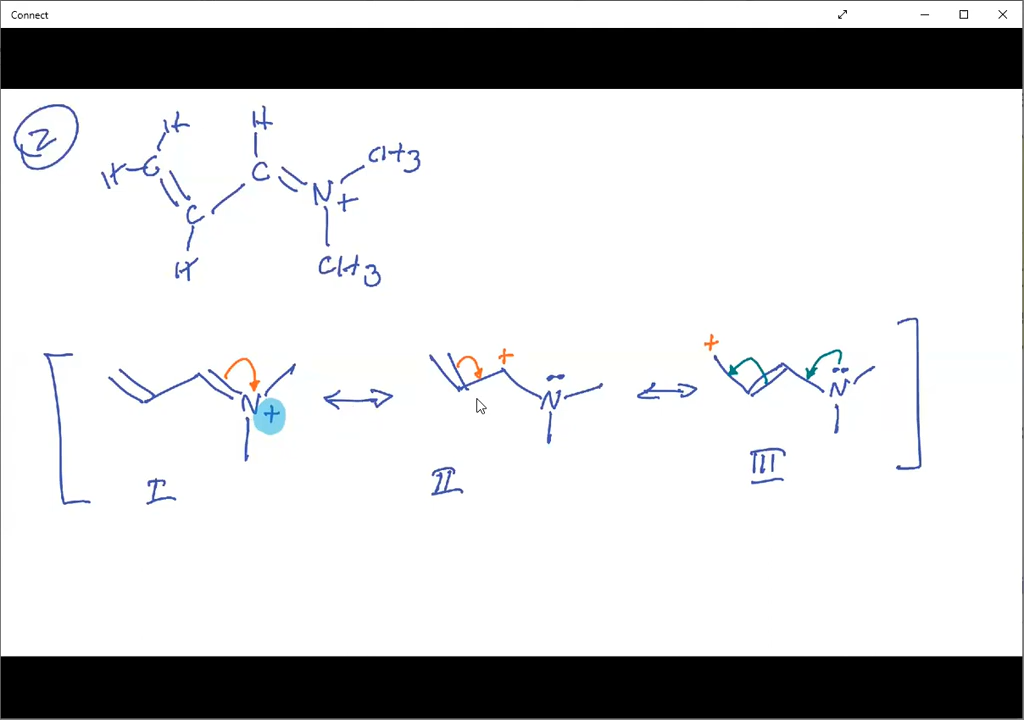 Connect
2
H H
H C C CH3
C N +
H CH3
+ +
N + N N
I II III